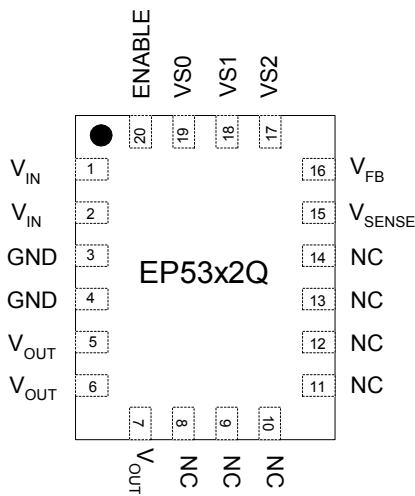 ENABLE VS0 VS1 VS2
20 19 18 17
V_IN 1 16 V_FB
V_IN 2 15 V_SENSE
GND 3 14 NC
EP53x2Q
GND 4 13 NC
V_OUT 5 12 NC
V_OUT 6 11 NC
7 8 9 10
V_OUT NC NC NC